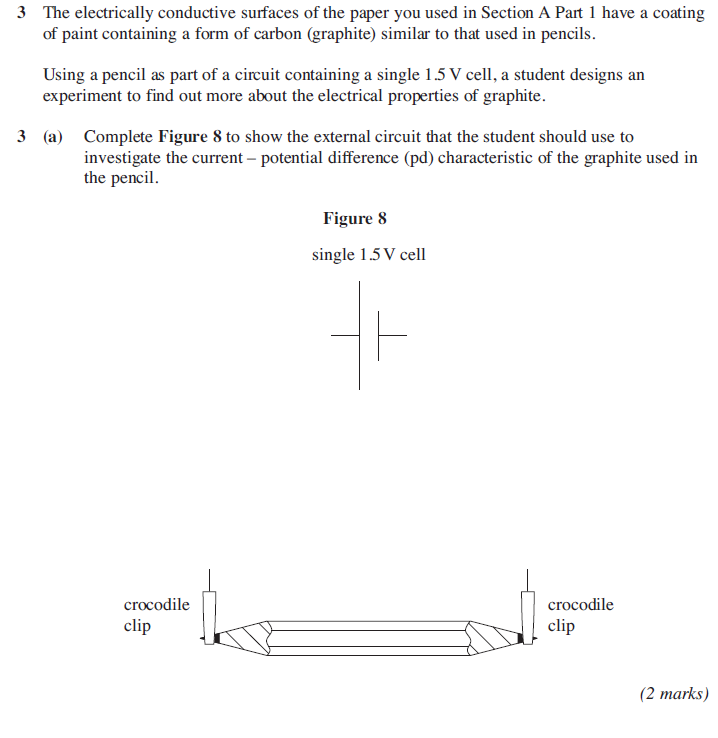 3 The electrically conductive surfaces of the paper you used in Section A Part 1 have a coating
of paint containing a form of carbon (graphite) similar to that used in pencils.
Using a pencil as part of a circuit containing a single 1.5 V cell, a student designs an
experiment to find out more about the electrical properties of graphite.
3 (a) Complete Figure 8 to show the external circuit that the student should use to
investigate the current – potential difference (pd) characteristic of the graphite used in
the pencil.
Figure 8
single 1.5 V cell
crocodile
clip
crocodile
clip
(2 marks)